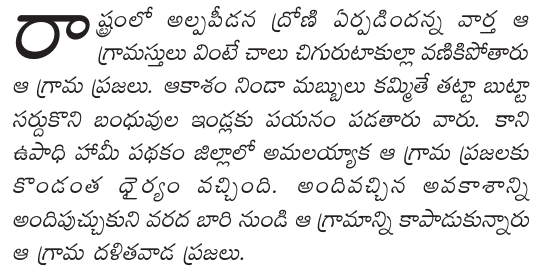 రాష్ట్రంలో అల్పపీడన ద్రోణి ఏర్పడిందన్న వార్త ఆ
గ్రామస్తులు వింటే చాలు చిగురుటాకుల్లా వణికిపోతారు
ఆ గ్రామ ప్రజలు. ఆకాశం నిండా మబ్బులు కమ్మితే తట్టా బుట్టా
సర్దుకొని బంధువుల ఇండ్లకు పయనం పడతారు వారు. కాని
ఉపాధి హామీ పథకం జిల్లాలో అమలయ్యాక ఆ గ్రామ ప్రజలకు
కొండంత ధైర్యం వచ్చింది. అందివచ్చిన అవకాశాన్ని
అందిపుచ్చుకుని వరద బారి నుండి ఆ గ్రామాన్ని కాపాడుకున్నారు
ఆ గ్రామ దళితవాడ ప్రజలు.